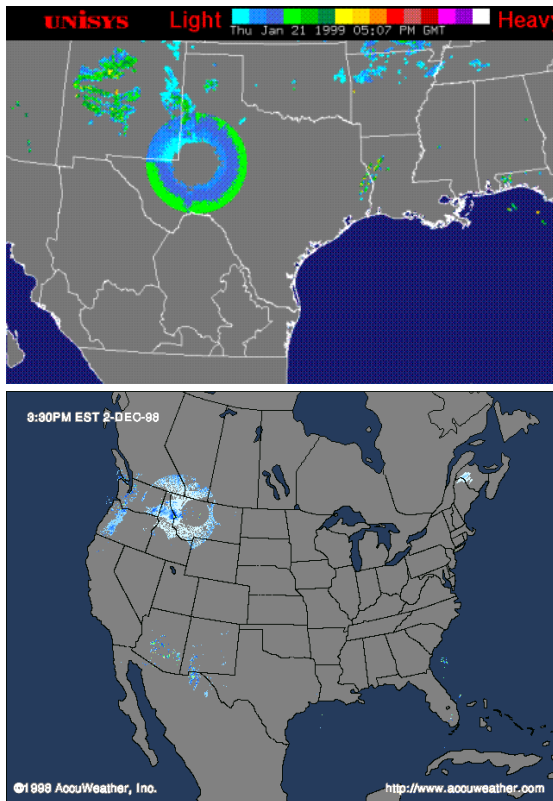 UNISYS Light Heavy
Thu Jan 21 1999 05:07 PM GMT
3:30PM EST 2-DEC-98
©1998 AccuWeather, Inc. http://www.accuweather.com